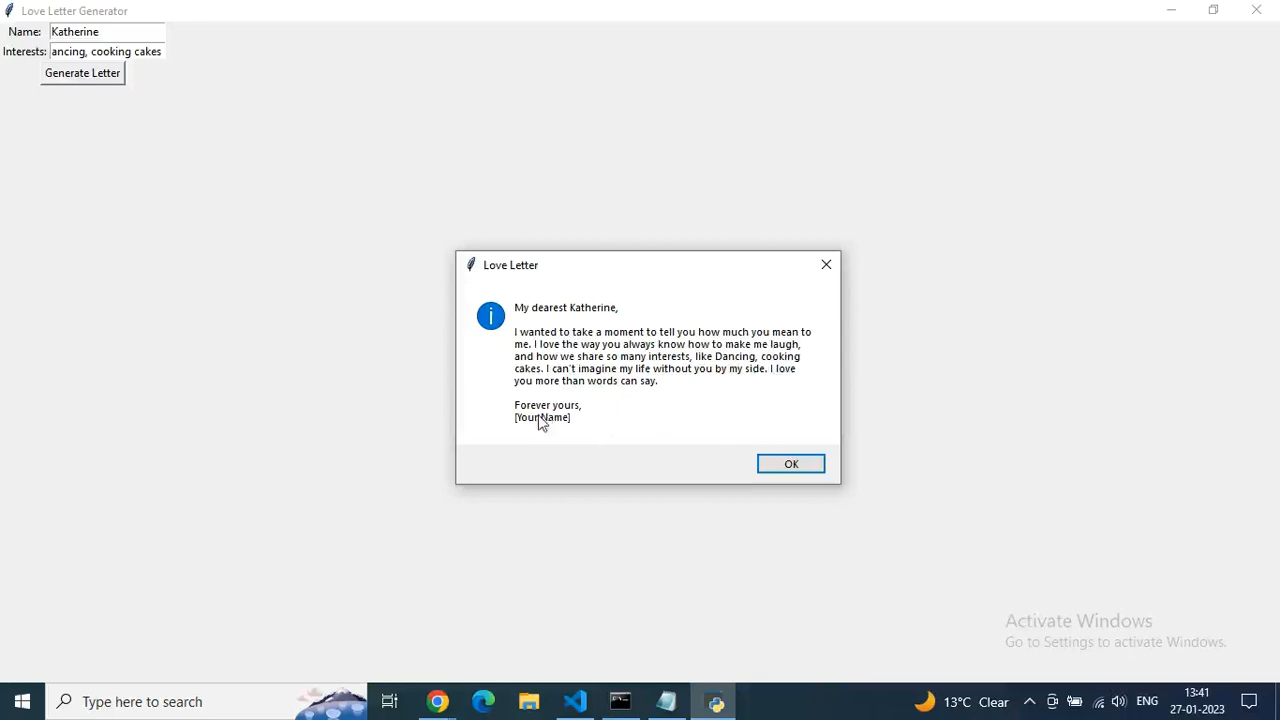 Love Letter Generator
Name: Katherine
Interests: ancing, cooking cakes
Generate Letter
Love Letter
My dearest Katherine,
I wanted to take a moment to tell you how much you mean to
me. I love the way you always know how to make me laugh,
and how we share so many interests, like Dancing, cooking
cakes. I can't imagine my life without you by my side. I love
you more than words can say.
Forever yours,
[Your Name]
OK
Activate Windows
Go to Settings to activate Windows.
Type here to search
13°C Clear
ENG
13:41
27-01-2023